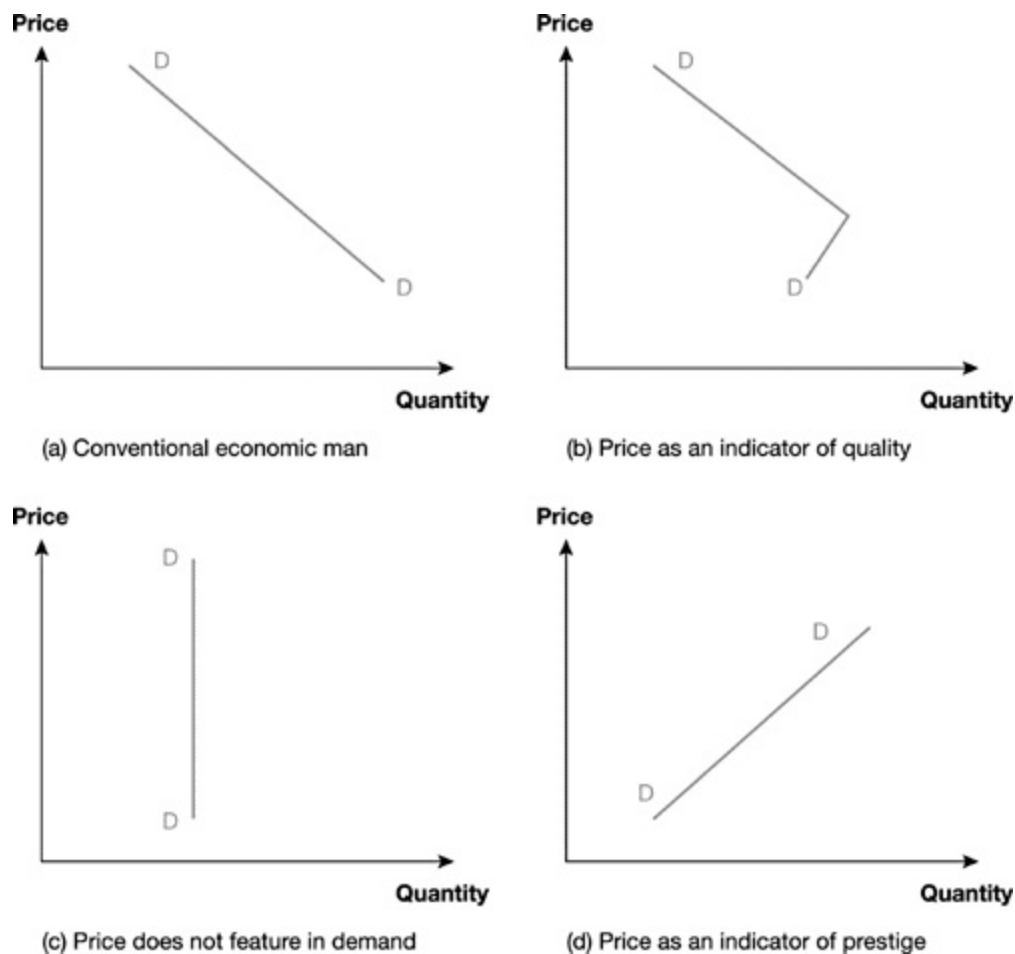 Price
D
D
Quantity
(a) Conventional economic man
Price
D
D
Quantity
(b) Price as an indicator of quality
Price
D
D
Quantity
(c) Price does not feature in demand
Price
D
D
Quantity
(d) Price as an indicator of prestige